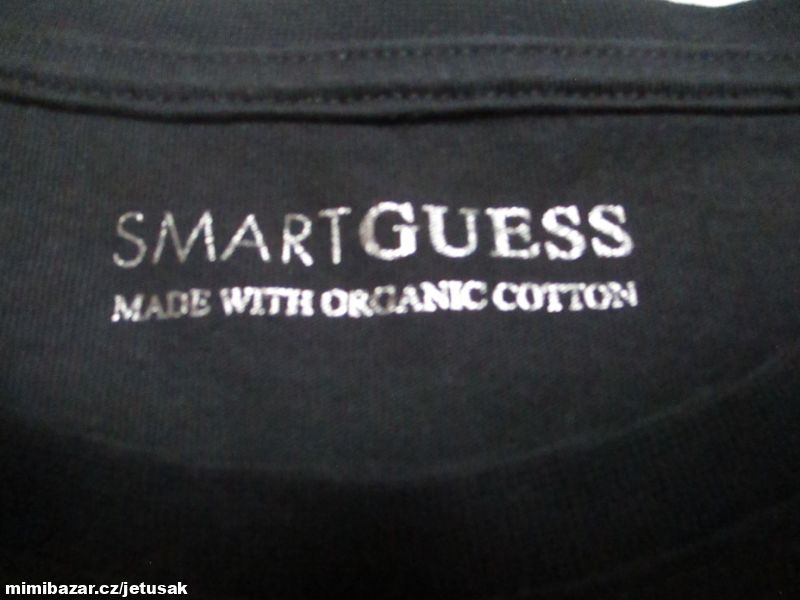 SMARTGUESS
MADE WITH ORGANIC COTTON
mimibazar.cz/jetusak